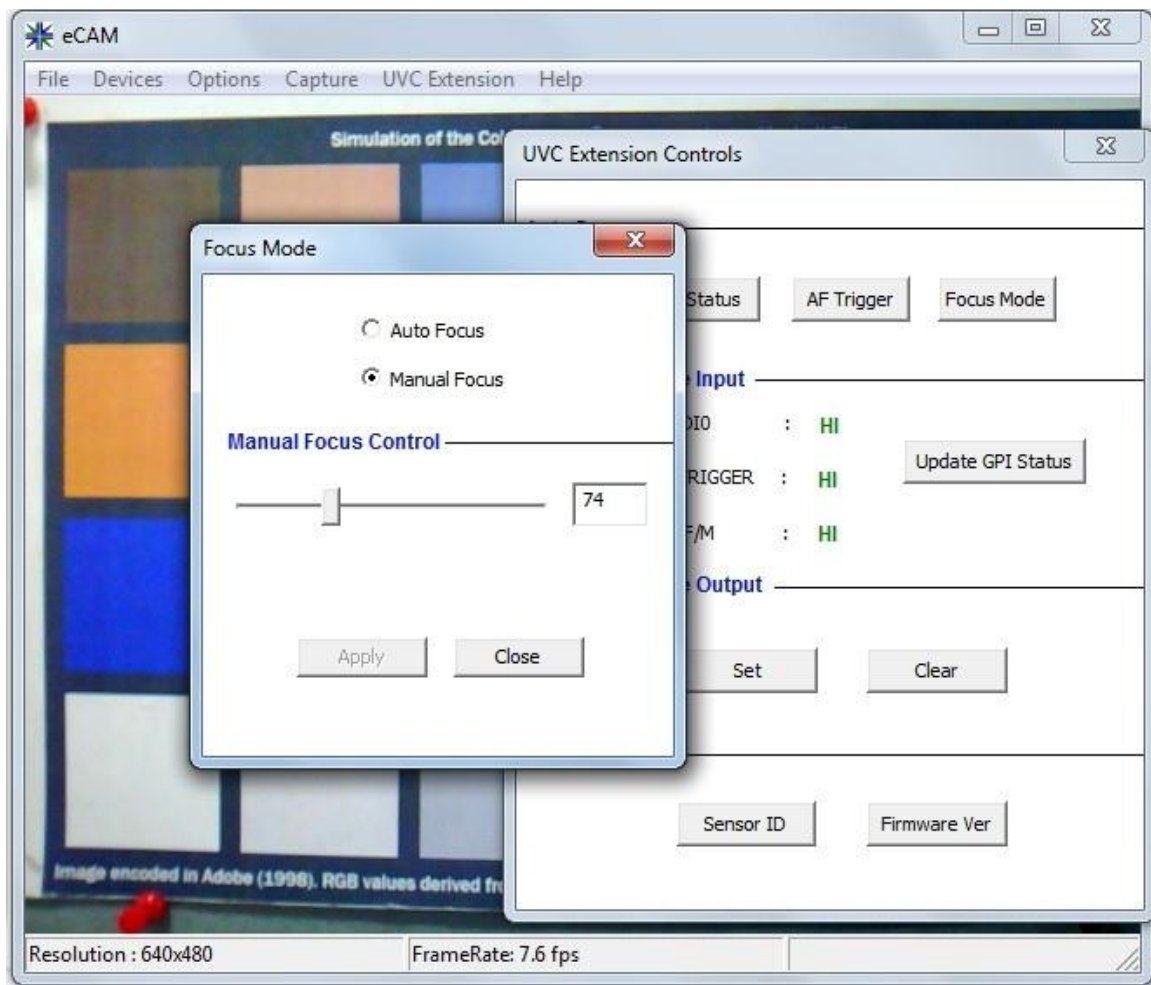 eCAM
File Devices Options Capture UVC Extension Help
Simulation of the Col
UVC Extension Controls
Focus Mode
Status AF Trigger Focus Mode
Auto Focus
Manual Focus
Input
Manual Focus Control
: HI
Update GPI Status
RIGGER : HI
74
F/M : HI
Output
Apply Close
Set Clear
Sensor ID Firmware Ver
Image encoded in Adobe (1998). RGB values derived fr
Resolution : 640x480 FrameRate: 7.6 fps